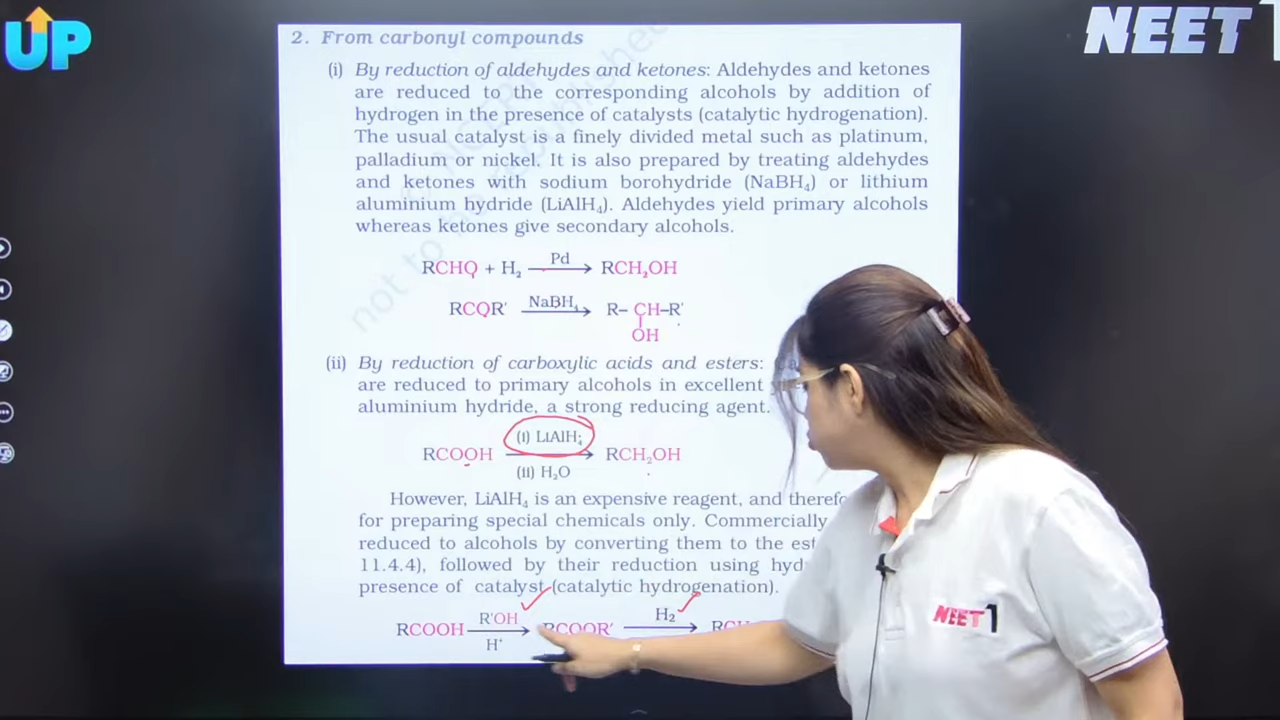 UP
NEET 1
2. From carbonyl compounds
(i) By reduction of aldehydes and ketones: Aldehydes and ketones
are reduced to the corresponding alcohols by addition of
hydrogen in the presence of catalysts (catalytic hydrogenation).
The usual catalyst is a finely divided metal such as platinum,
palladium or nickel. It is also prepared by treating aldehydes
and ketones with sodium borohydride (NaBH₄) or lithium
aluminium hydride (LiAlH₄). Aldehydes yield primary alcohols
whereas ketones give secondary alcohols.
Pd
RCHO + H₂ → RCH₂OH
NaBH₄
RCOR′ → R– CH–R′
OH
(ii) By reduction of carboxylic acids and esters:
are reduced to primary alcohols in excellent
aluminium hydride, a strong reducing agent.
(i) LiAlH₄
RCOOH → RCH₂OH
(ii) H₂O
However, LiAlH₄ is an expensive reagent, and
for preparing special chemicals only. Commercially
reduced to alcohols by converting them to the
11.4.4), followed by their reduction using
presence of catalyst (catalytic hydrogenation).
R′OH H₂
RCOOH → RCOOR′ →
H⁺
NEET 1